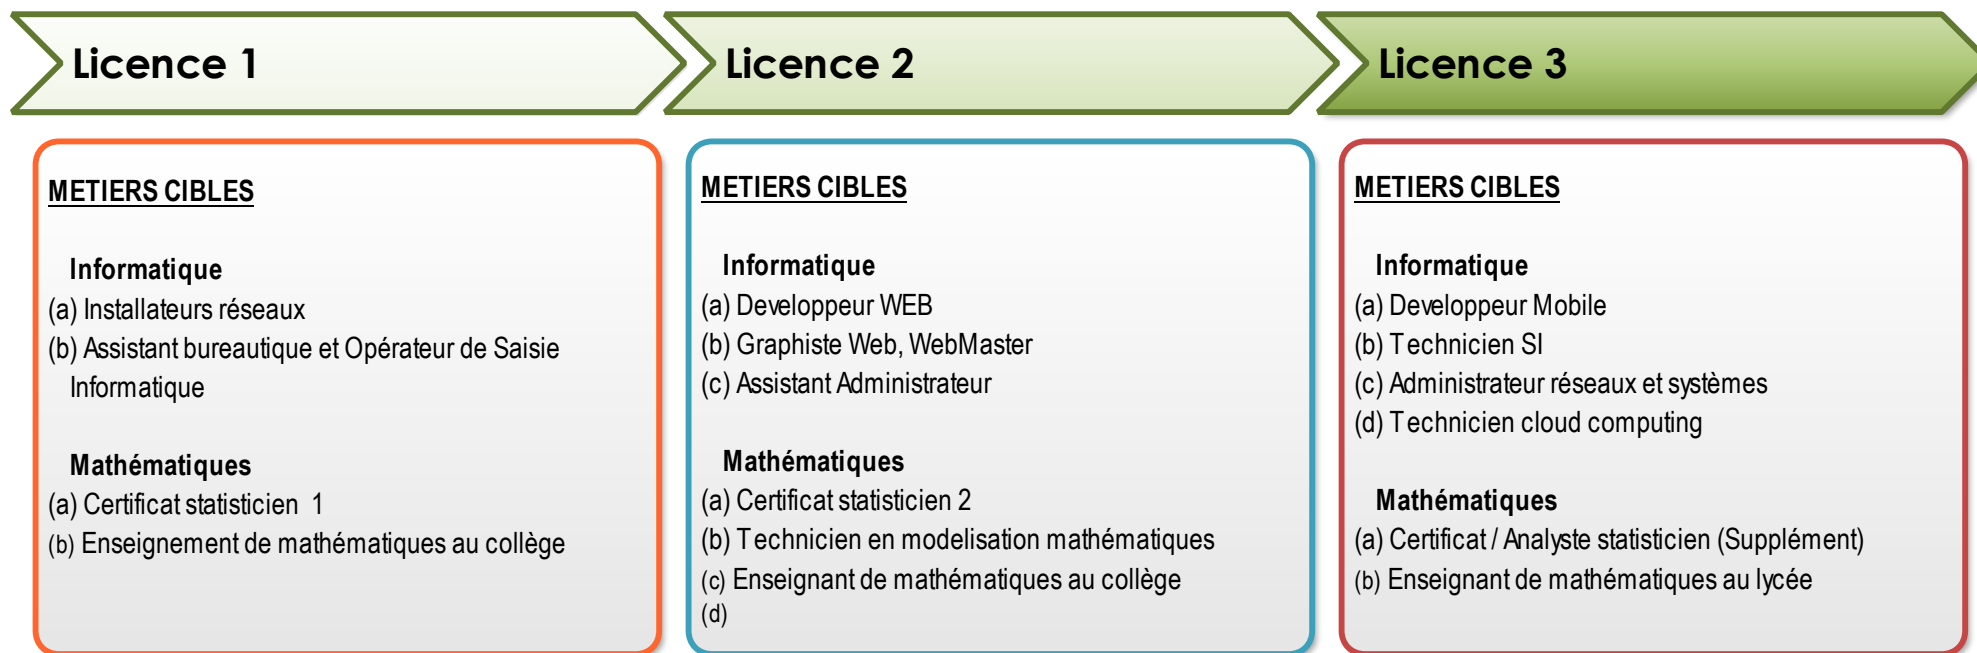 Licence 1
Licence 2
Licence 3
METIERS CIBLES
Informatique
(a) Installateurs réseaux
(b) Assistant bureautique et Opérateur de Saisie
Informatique
Mathématiques
(a) Certificat statisticien 1
(b) Enseignement de mathématiques au collège
METIERS CIBLES
Informatique
(a) Developpeur WEB
(b) Graphiste Web, WebMaster
(c) Assistant Administrateur
Mathématiques
(a) Certificat statisticien 2
(b) Technicien en modelisation mathématiques
(c) Enseignant de mathématiques au collège
(d)
METIERS CIBLES
Informatique
(a) Developpeur Mobile
(b) Technicien SI
(c) Administrateur réseaux et systèmes
(d) Technicien cloud computing
Mathématiques
(a) Certificat / Analyste statisticien (Supplément)
(b) Enseignant de mathématiques au lycée